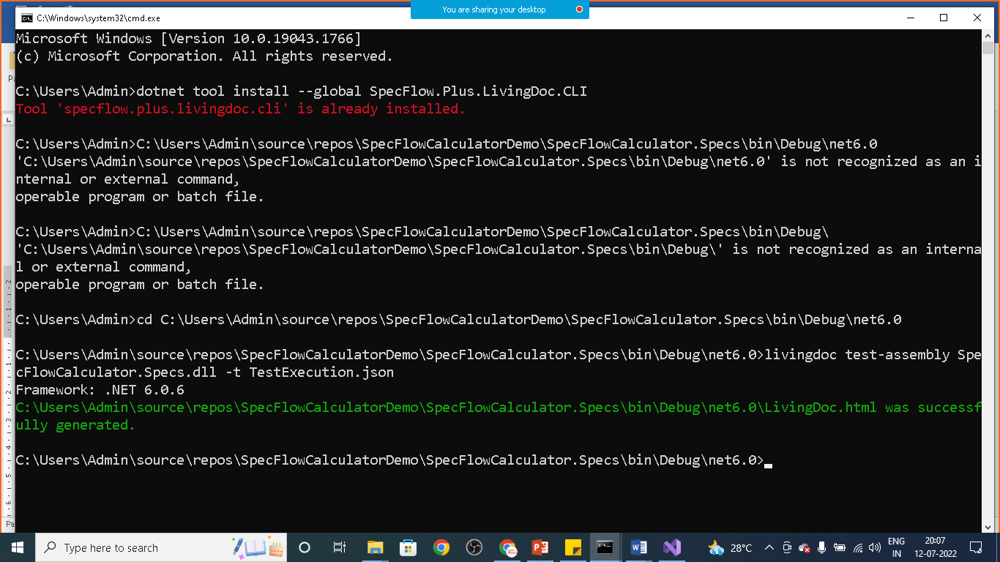 You are sharing your desktop
C:\Windows\system32\cmd.exe
Microsoft Windows [Version 10.0.19043.1766]
(c) Microsoft Corporation. All rights reserved.
C:\Users\Admin>dotnet tool install --global SpecFlow.Plus.LivingDoc.CLI
Tool 'specflow.plus.livingdoc.cli' is already installed.
C:\Users\Admin>C:\Users\Admin\source\repos\SpecFlowCalculatorDemo\SpecFlowCalculator.Specs\bin\Debug\net6.0
'C:\Users\Admin\source\repos\SpecFlowCalculatorDemo\SpecFlowCalculator.Specs\bin\Debug\net6.0' is not recognized as an i
nternal or external command,
operable program or batch file.
C:\Users\Admin>C:\Users\Admin\source\repos\SpecFlowCalculatorDemo\SpecFlowCalculator.Specs\bin\Debug\
'C:\Users\Admin\source\repos\SpecFlowCalculatorDemo\SpecFlowCalculator.Specs\bin\Debug\' is not recognized as an interna
l or external command,
operable program or batch file.
C:\Users\Admin>cd C:\Users\Admin\source\repos\SpecFlowCalculatorDemo\SpecFlowCalculator.Specs\bin\Debug\net6.0
C:\Users\Admin\source\repos\SpecFlowCalculatorDemo\SpecFlowCalculator.Specs\bin\Debug\net6.0>livingdoc test-assembly Spe
cFlowCalculator.Specs.dll -t TestExecution.json
Framework: .NET 6.0.6
C:\Users\Admin\source\repos\SpecFlowCalculatorDemo\SpecFlowCalculator.Specs\bin\Debug\net6.0\LivingDoc.html was successf
ully generated.
C:\Users\Admin\source\repos\SpecFlowCalculatorDemo\SpecFlowCalculator.Specs\bin\Debug\net6.0>
Type here to search
28°C
ENG
IN
20:07
12-07-2022